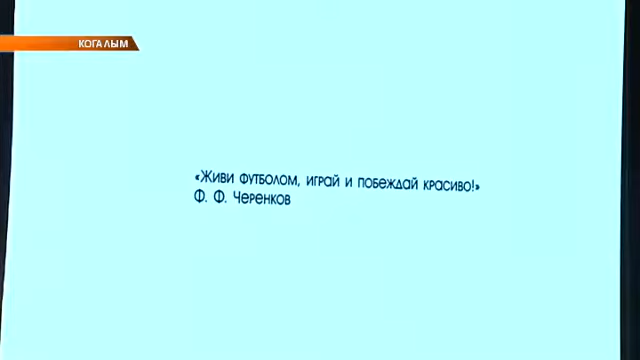 КОГАЛЫМ
«Живи футболом, играй и побеждай красиво!»
Ф. Ф. Черенков